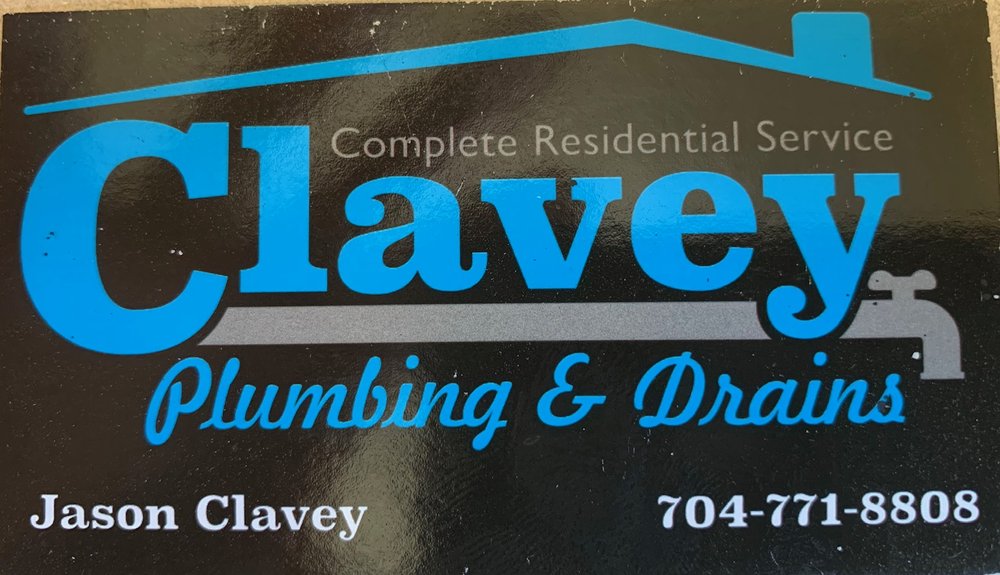 Complete Residential Service
Clavey
Plumbing & Drains
Jason Clavey
704-771-8808